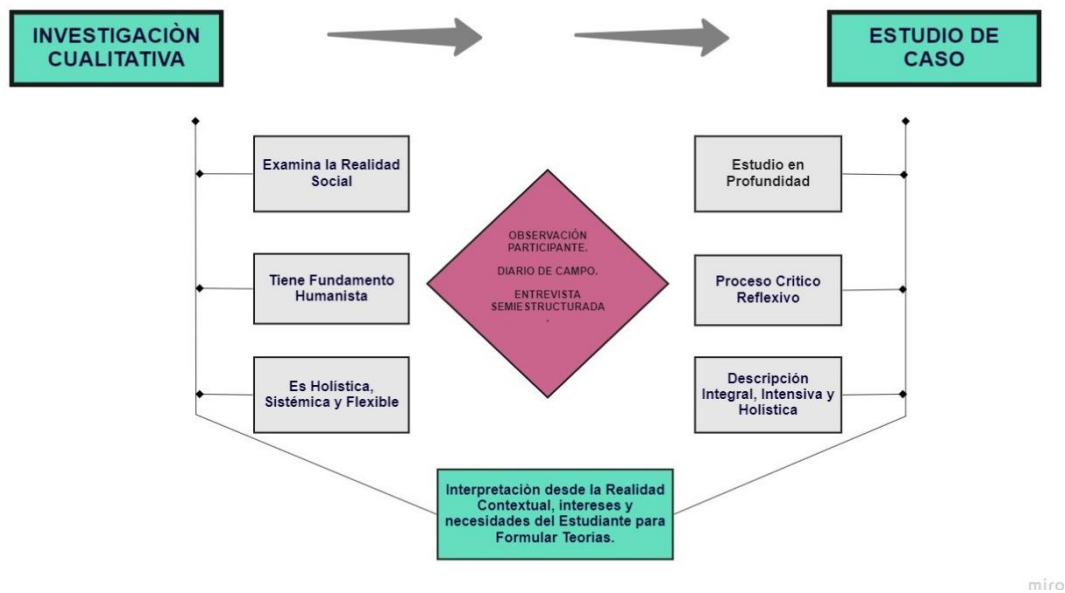 INVESTIGACIÒN
CUALITATIVA
ESTUDIO DE
CASO
Examina la Realidad
Social
Tiene Fundamento
Humanista
Es Holística,
Sistémica y Flexible
OBSERVACIÓN
PARTICIPANTE.
DIARIO DE CAMPO.
ENTREVISTA
SEMIESTRUCTURADA
.
Estudio en
Profundidad
Proceso Critico
Reflexivo
Descripción
Integral, Intensiva y
Holística
Interpretaciòn desde la Realidad
Contextual, intereses y
necesidades del Estudiante para
Formular Teorías.
miro